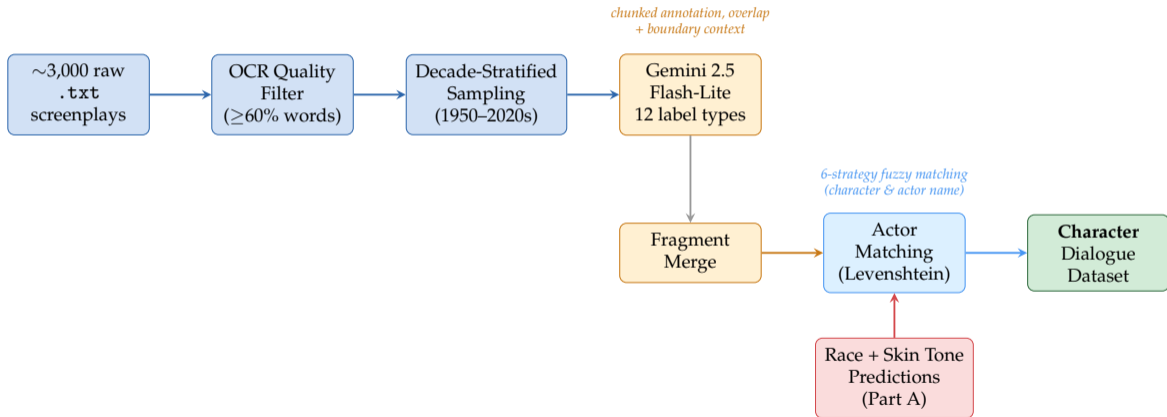 chunked annotation, overlap
+ boundary context
~3,000 raw
.txt
screenplays
OCR Quality
Filter
(≥60% words)
Decade-Stratified
Sampling
(1950–2020s)
Gemini 2.5
Flash-Lite
12 label types
6-strategy fuzzy matching
(character & actor name)
Fragment
Merge
Actor
Matching
(Levenshtein)
Character
Dialogue
Dataset
Race + Skin Tone
Predictions
(Part A)